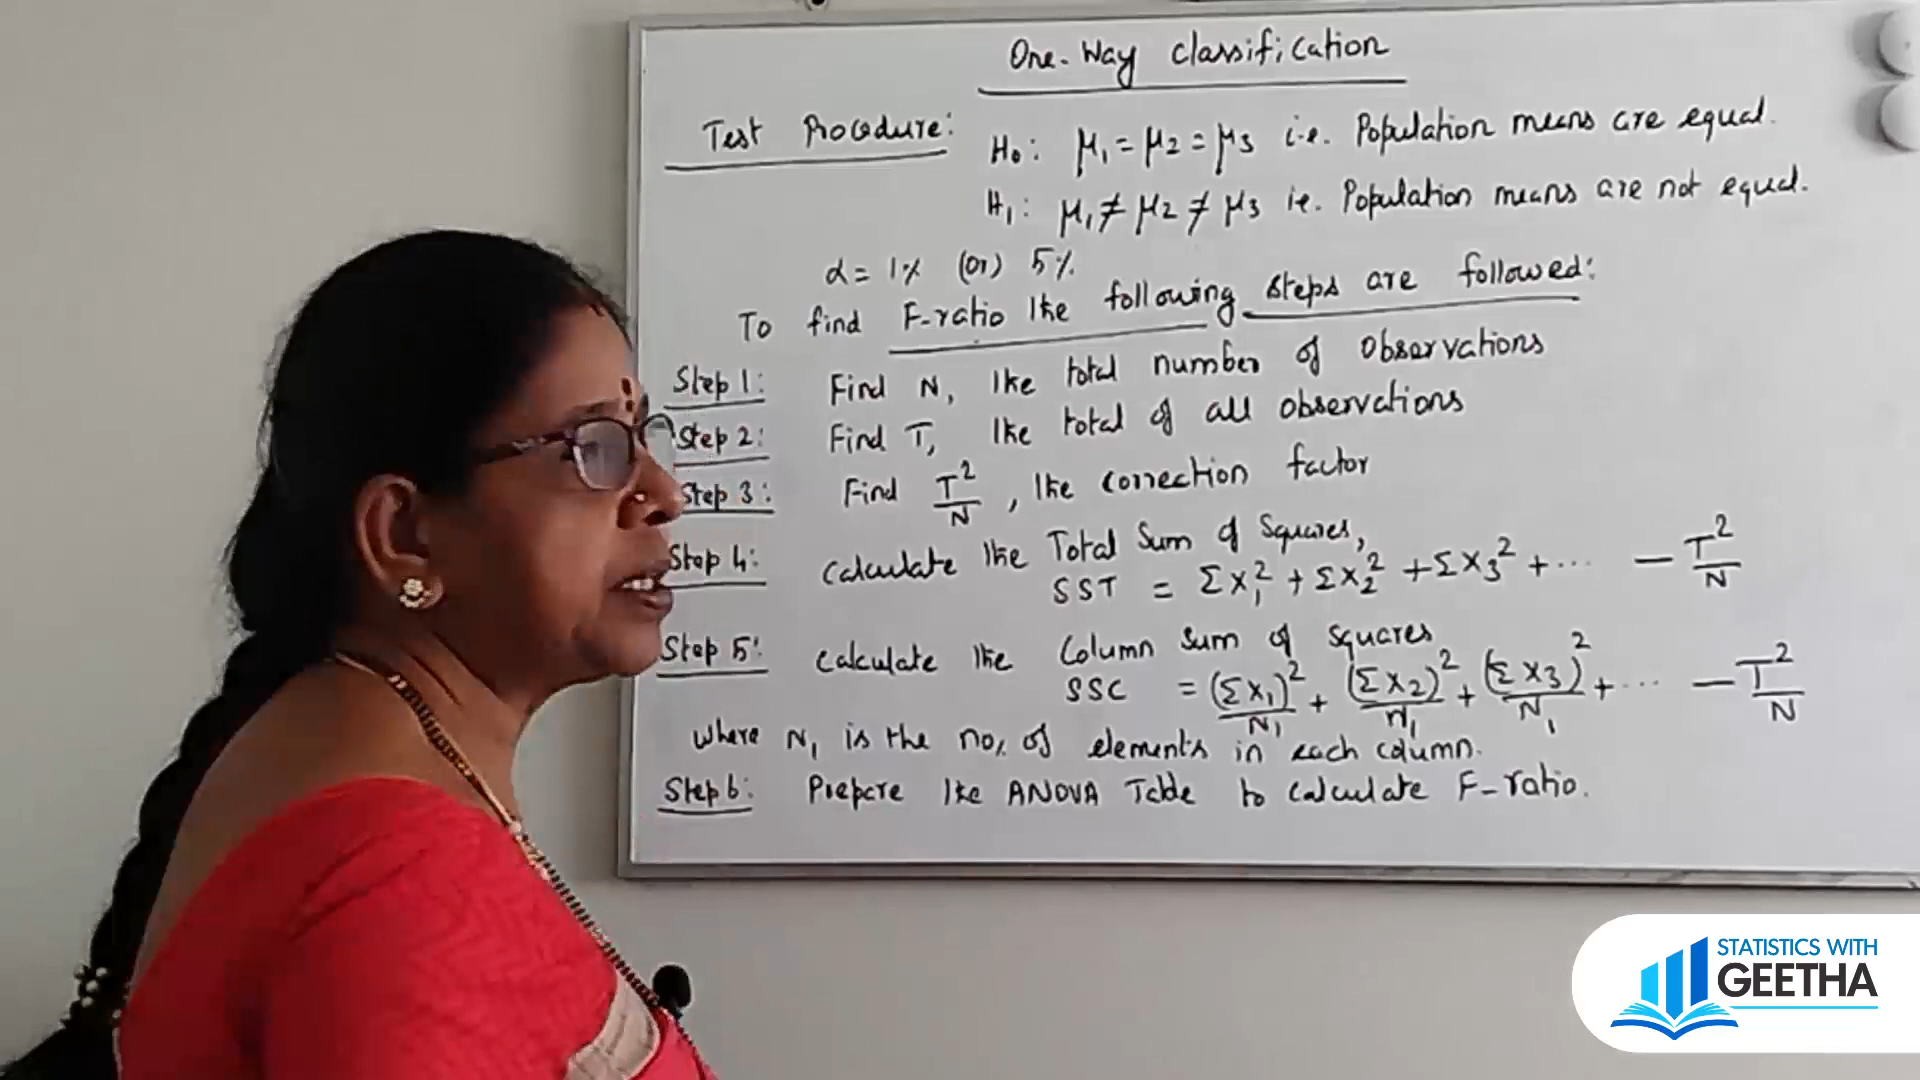 One-Way Classification
Test Procedure:
H₀: μ₁ = μ₂ = μ₃ i.e. Population means are equal.
H₁: μ₁ ≠ μ₂ ≠ μ₃ ie. Population means are not equal.
α = 1% (or) 5%.
To find F-ratio the following steps are followed:
Step 1: Find N, the total number of observations
Step 2: Find T, the total of all observations
Step 3: Find T²/N, the correction factor
Step 4: Calculate the Total Sum of Squares,
SST = ΣX₁² + ΣX₂² + ΣX₃² + ... − T²/N
Step 5: Calculate the Column Sum of Squares
SSC = (ΣX₁)²/N₁ + (ΣX₂)²/N₁ + (ΣX₃)²/N₁ + ... − T²/N
where N₁ is the no. of elements in each column.
Step 6: Prepare the ANOVA Table to calculate F-ratio.
STATISTICS WITH
GEETHA